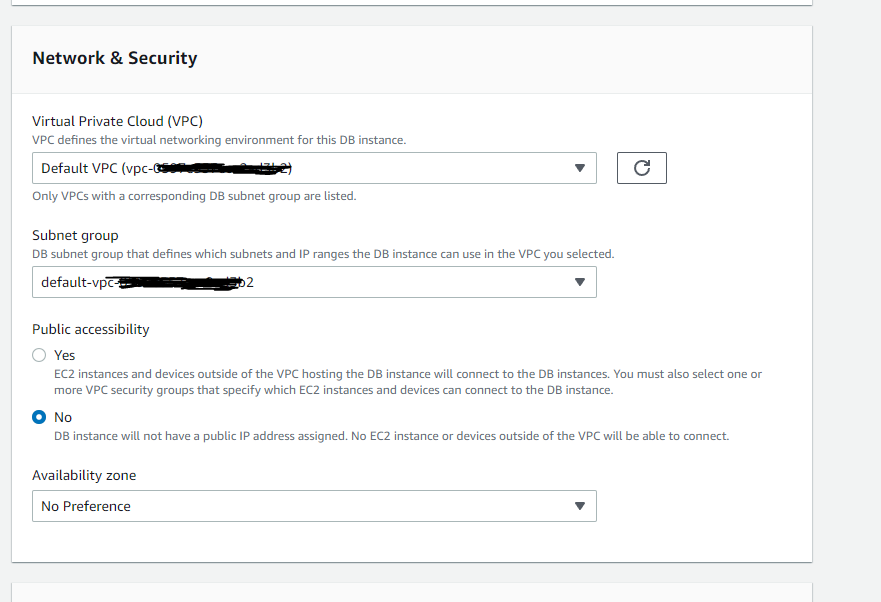 Network & Security
Virtual Private Cloud (VPC)
VPC defines the virtual networking environment for this DB instance.
Default VPC (vpc-
Only VPCs with a corresponding DB subnet group are listed.
Subnet group
DB subnet group that defines which subnets and IP ranges the DB instance can use in the VPC you selected.
default-vpc-
Public accessibility
Yes
EC2 instances and devices outside of the VPC hosting the DB instance will connect to the DB instances. You must also select one or
more VPC security groups that specify which EC2 instances and devices can connect to the DB instance.
No
DB instance will not have a public IP address assigned. No EC2 instance or devices outside of the VPC will be able to connect.
Availability zone
No Preference